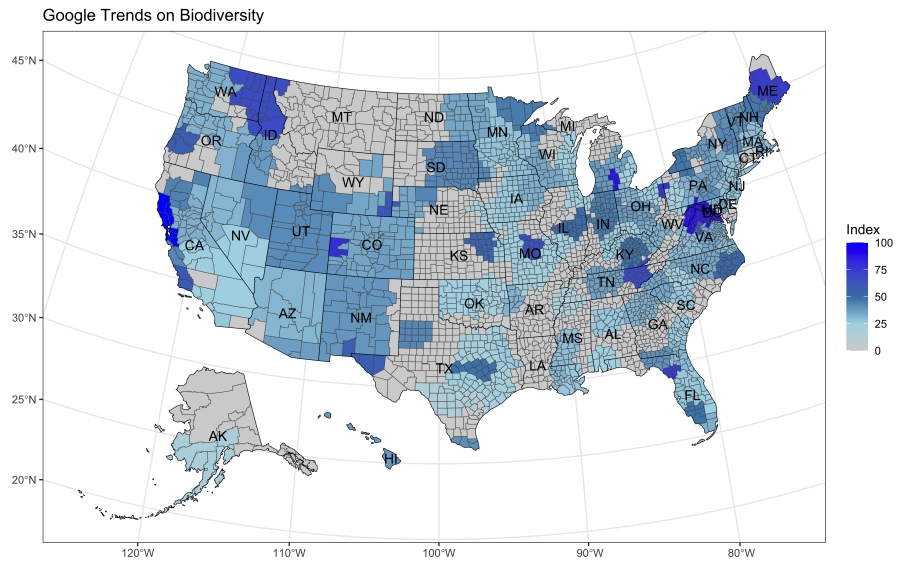 Google Trends on Biodiversity
45°N
40°N
35°N
30°N
25°N
20°N
120°W
110°W
100°W
90°W
80°W
WA
MT
ND
MN
MI
ME
VT
NH
OR
ID
SD
WI
NY
MA
CT
RI
WY
IA
PA
NJ
NE
OH
DE
MD
DC
NV
UT
CO
IL
IN
WV
VA
CA
KS
MO
KY
AZ
NM
OK
TN
NC
AR
SC
TX
LA
MS
AL
GA
FL
AK
HI
Index
100
75
50
25
0